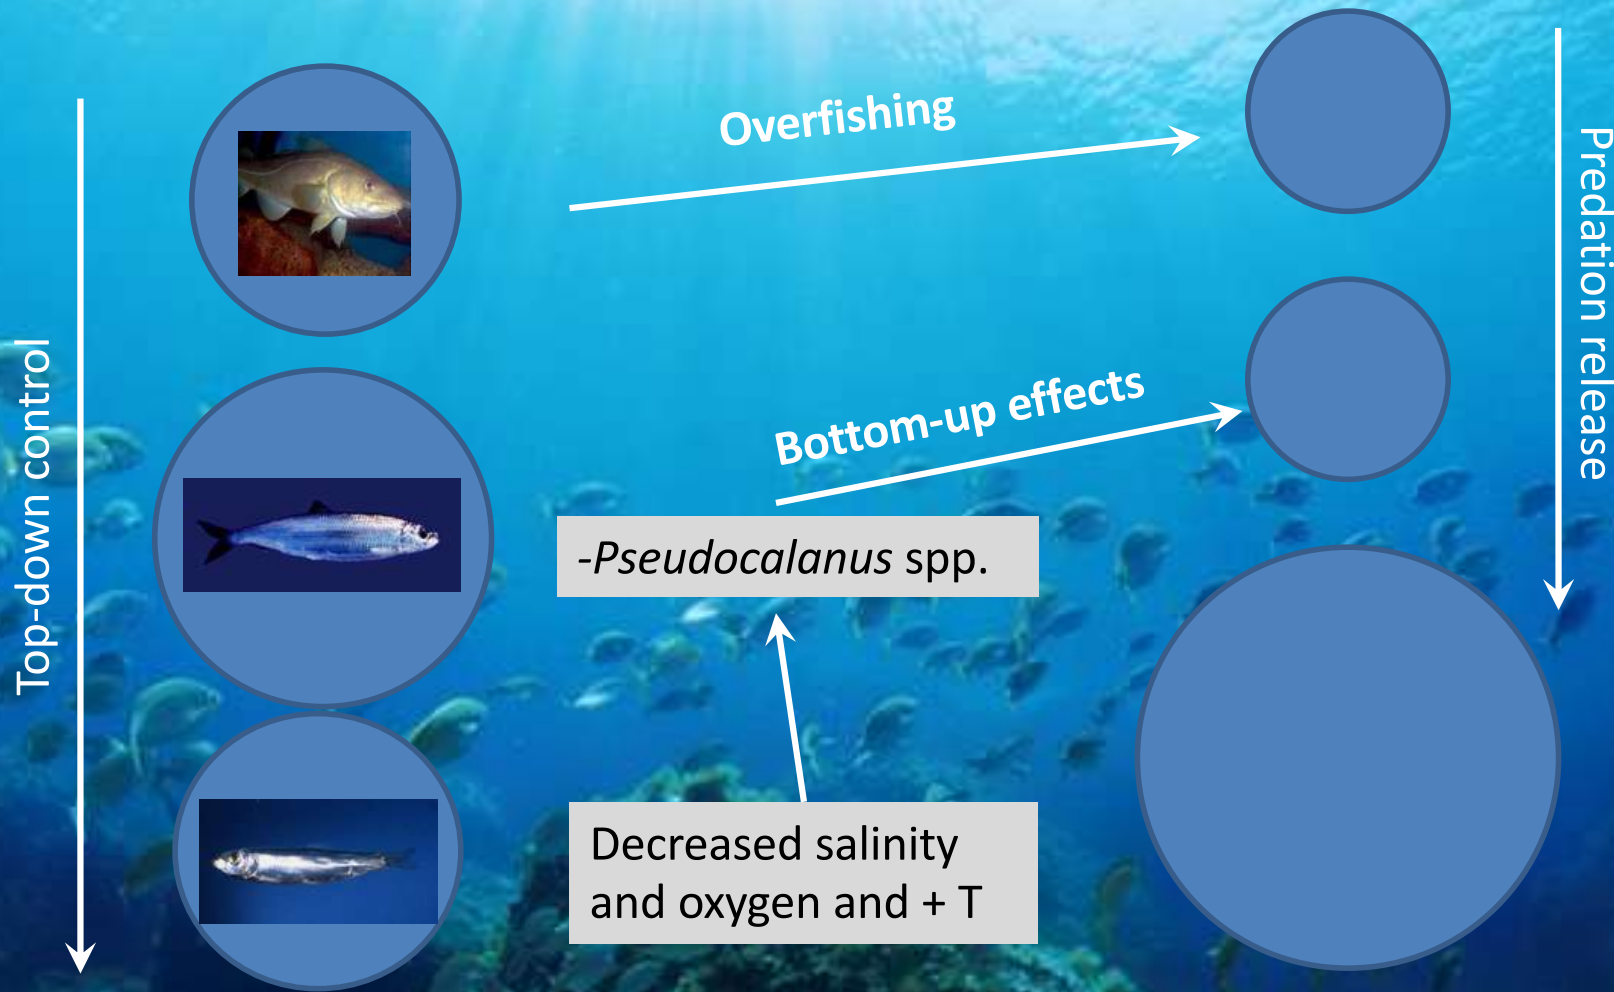 Overfishing
Predation release
Top-down control
Bottom-up effects
-Pseudocalanus spp.
Decreased salinity
and oxygen and + T